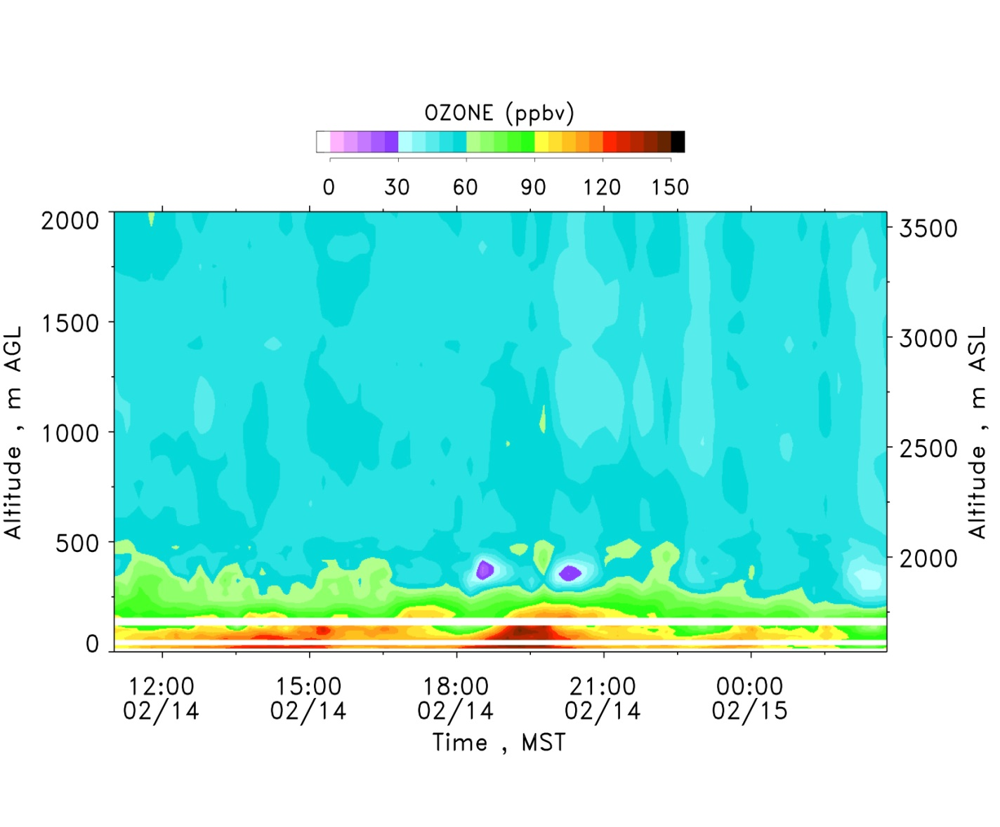 OZONE (ppbv)
0 30 60 90 120 150
2000
1500
1000
500
0
Altitude , m AGL
3500
3000
2500
2000
Altitude , m ASL
12:00 15:00 18:00 21:00 00:00
02/14 02/14 02/14 02/14 02/15
Time , MST